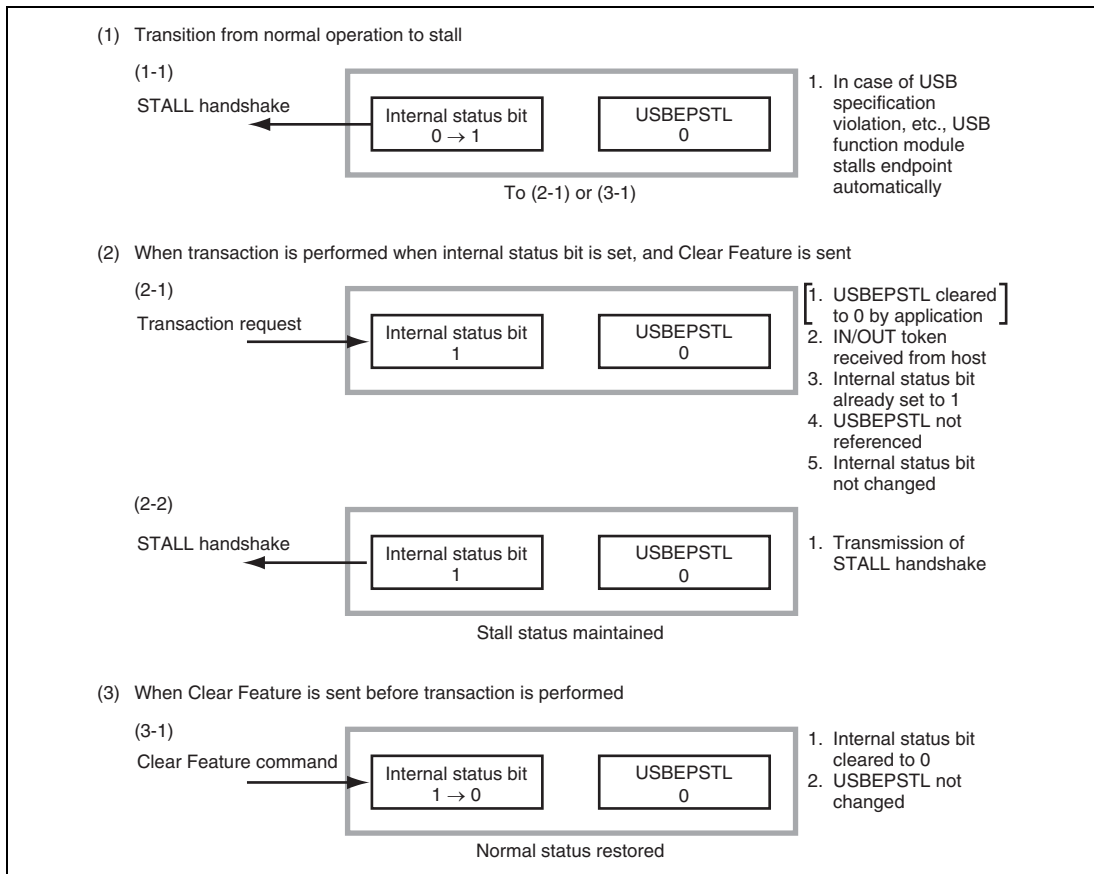 (1) Transition from normal operation to stall
(1-1)
STALL handshake
Internal status bit
0 → 1
USBEPSTL
0
To (2-1) or (3-1)
1. In case of USB
specification
violation, etc., USB
function module
stalls endpoint
automatically
(2) When transaction is performed when internal status bit is set, and Clear Feature is sent
(2-1)
Transaction request
Internal status bit
1
USBEPSTL
0
[1. USBEPSTL cleared
to 0 by application]
2. IN/OUT token
received from host
3. Internal status bit
already set to 1
4. USBEPSTL not
referenced
5. Internal status bit
not changed
(2-2)
STALL handshake
Internal status bit
1
USBEPSTL
0
1. Transmission of
STALL handshake
Stall status maintained
(3) When Clear Feature is sent before transaction is performed
(3-1)
Clear Feature command
Internal status bit
1 → 0
USBEPSTL
0
1. Internal status bit
cleared to 0
2. USBEPSTL not
changed
Normal status restored